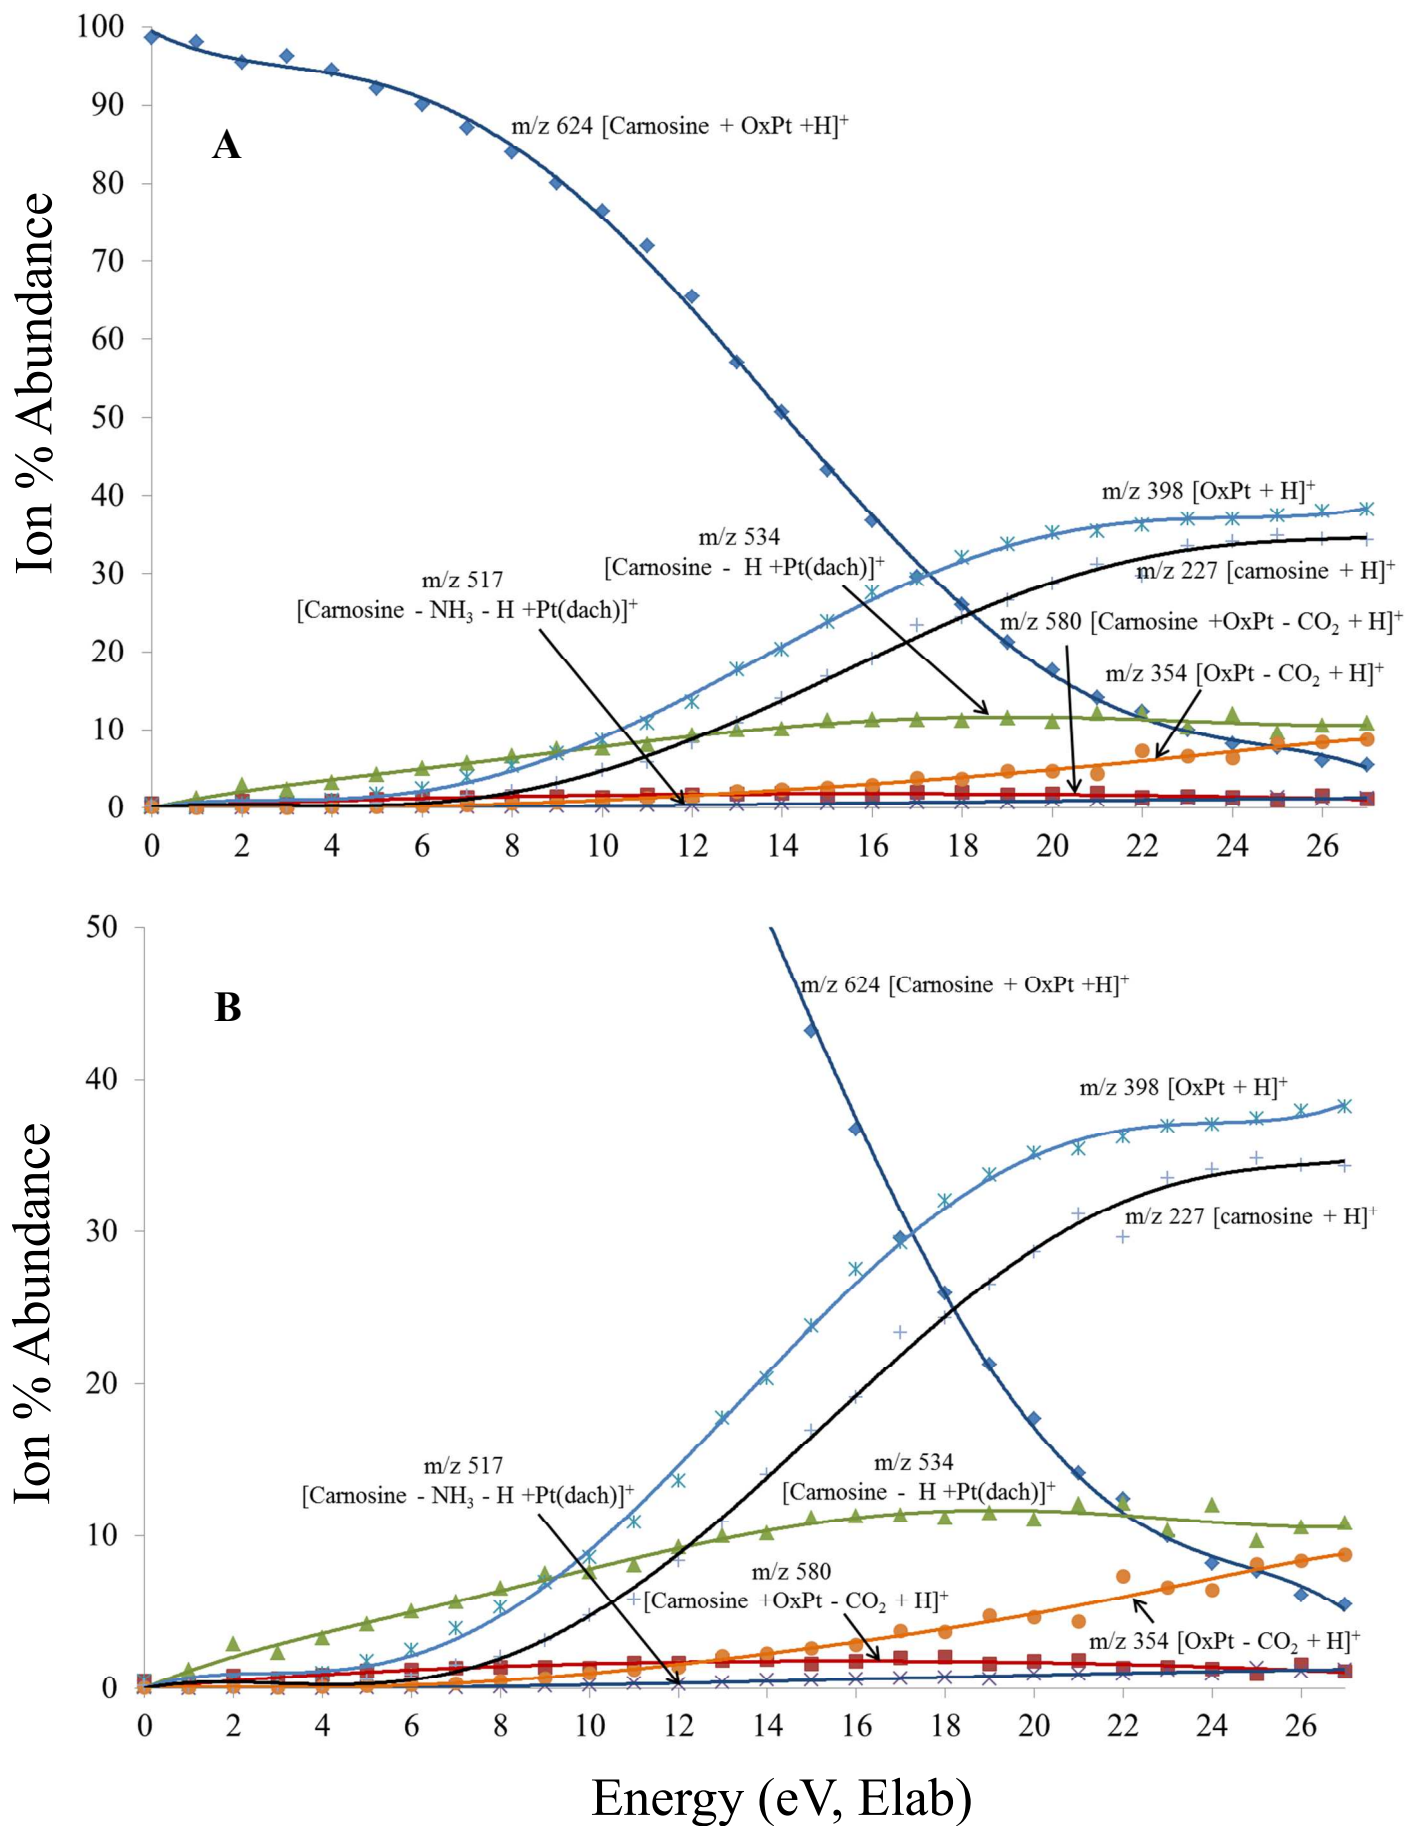 100
90
80
70
60
50
40
30
20
10
0
Ion % Abundance
A
m/z 624 [Carnosine + OxPt +H]⁺
m/z 398 [OxPt + H]⁺
m/z 534
[Carnosine - H +Pt(dach)]⁺
m/z 227 [carnosine + H]⁺
m/z 517
[Carnosine - NH₃ - H +Pt(dach)]⁺
m/z 580 [Carnosine +OxPt - CO₂ + H]⁺
m/z 354 [OxPt - CO₂ + H]⁺
0 2 4 6 8 10 12 14 16 18 20 22 24 26
50
40
30
20
10
0
Ion % Abundance
B
m/z 624 [Carnosine + OxPt +H]⁺
m/z 398 [OxPt + H]⁺
m/z 227 [carnosine + H]⁺
m/z 517
[Carnosine - NH₃ - H +Pt(dach)]⁺
m/z 534
[Carnosine - H +Pt(dach)]⁺
m/z 580
[Carnosine +OxPt - CO₂ + H]⁺
m/z 354 [OxPt - CO₂ + H]⁺
0 2 4 6 8 10 12 14 16 18 20 22 24 26
Energy (eV, Elab)